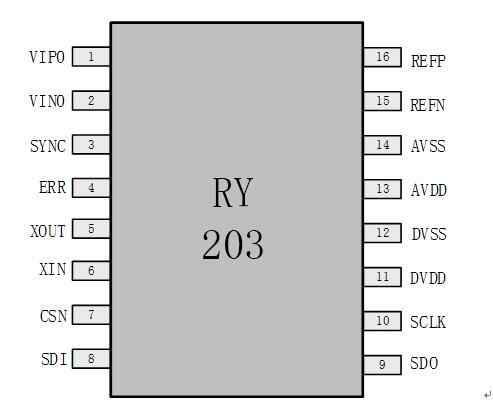 VIP0 1 16 REFP
VIN0 2 15 REFN
SYNC 3 14 AVSS
ERR 4 13 AVDD
XOUT 5 12 DVSS
XIN 6 11 DVDD
CSN 7 10 SCLK
SDI 8 9 SDO
RY
203